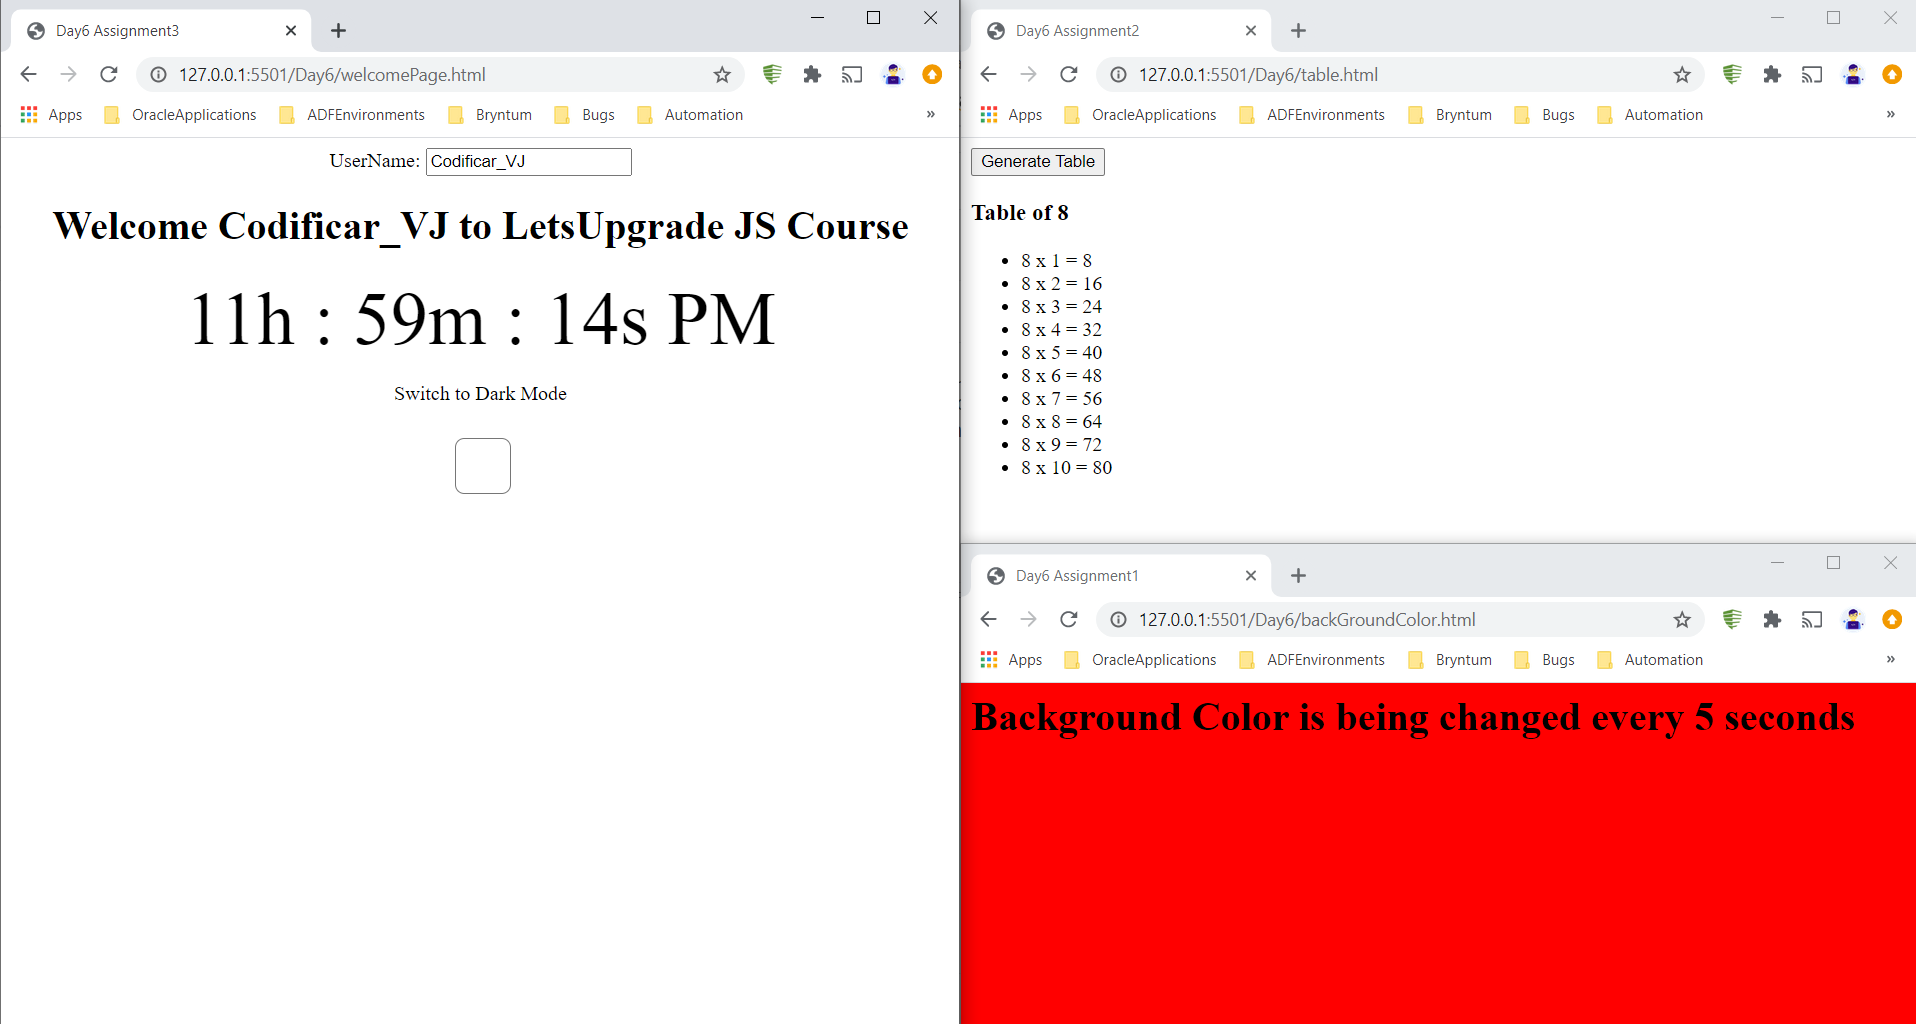 Day6 Assignment3
127.0.0.1:5501/Day6/welcomePage.html
Apps OracleApplications ADFEnvironments Bryntum Bugs Automation »
UserName: Codificar_VJ
Welcome Codificar_VJ to LetsUpgrade JS Course
11h : 59m : 14s PM
Switch to Dark Mode
Day6 Assignment2
127.0.0.1:5501/Day6/table.html
Apps OracleApplications ADFEnvironments Bryntum Bugs Automation »
Generate Table
Table of 8
• 8 x 1 = 8
• 8 x 2 = 16
• 8 x 3 = 24
• 8 x 4 = 32
• 8 x 5 = 40
• 8 x 6 = 48
• 8 x 7 = 56
• 8 x 8 = 64
• 8 x 9 = 72
• 8 x 10 = 80
Day6 Assignment1
127.0.0.1:5501/Day6/backGroundColor.html
Apps OracleApplications ADFEnvironments Bryntum Bugs Automation »
Background Color is being changed every 5 seconds